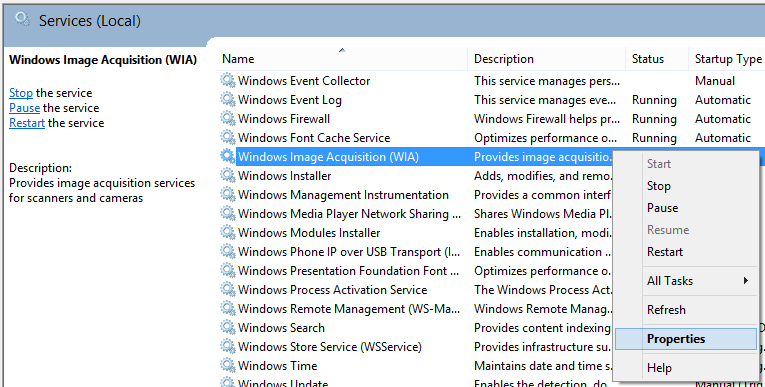 Services (Local)
Windows Image Acquisition (WIA)
Stop the service
Pause the service
Restart the service
Description:
Provides image acquisition services
for scanners and cameras
Name Description Status Startup Type
Windows Event Collector This service manages pers... Manual
Windows Event Log This service manages eve... Running Automatic
Windows Firewall Windows Firewall helps pr... Running Automatic
Windows Font Cache Service Optimizes performance o... Running Automatic
Windows Image Acquisition (WIA) Provides image acquisitio...
Windows Installer Adds, modifies, and remo...
Windows Management Instrumentation Provides a common interf...
Windows Media Player Network Sharing ... Shares Windows Media Pl...
Windows Modules Installer Enables installation, modi...
Windows Phone IP over USB Transport (I... Enables communication ...
Windows Presentation Foundation Font ... Optimizes performance o...
Windows Process Activation Service The Windows Process Act...
Windows Remote Management (WS-Ma... Windows Remote Manag...
Windows Search Provides content indexing
Windows Store Service (WSService) Provides infrastructure su...
Windows Time Maintains date and time s...
Windows Update Enables the detection, do...
Start
Stop
Pause
Resume
Restart
All Tasks
Refresh
Properties
Help